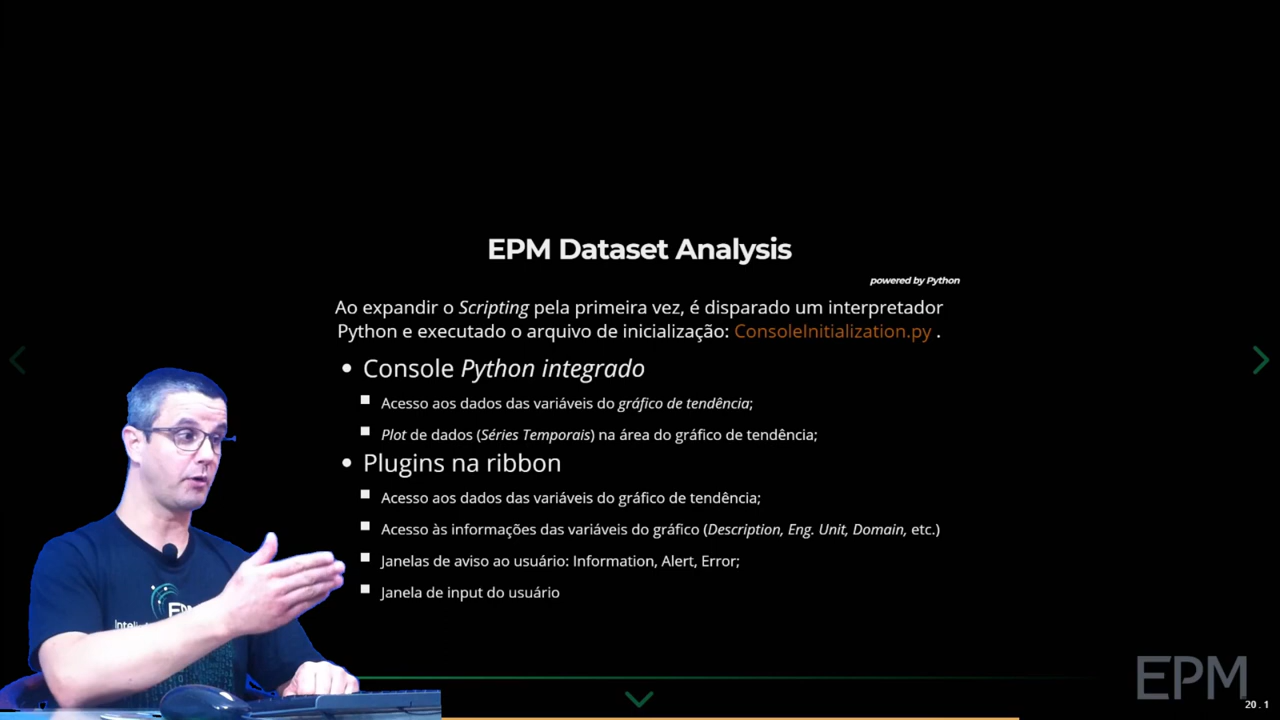 EPM Dataset Analysis
powered by Python
Ao expandir o Scripting pela primeira vez, é disparado um interpretador
Python e executado o arquivo de inicialização: ConsoleInitialization.py .
Console Python integrado
Acesso aos dados das variáveis do gráfico de tendência;
Plot de dados (Séries Temporais) na área do gráfico de tendência;
Plugins na ribbon
Acesso aos dados das variáveis do gráfico de tendência;
Acesso às informações das variáveis do gráfico (Description, Eng. Unit, Domain, etc.)
Janelas de aviso ao usuário: Information, Alert, Error;
Janela de input do usuário
EPM
20 . 1